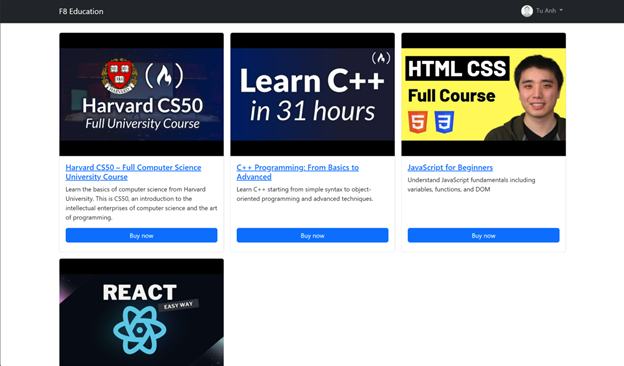 F8 Education
Tu Anh
Harvard CS50
Full University Course
Learn C++
in 31 hours
HTML CSS
Full Course
5
3
Harvard CS50 – Full Computer Science
University Course
Learn the basics of computer science from Harvard
University. This is CS50, an introduction to the
intellectual enterprises of computer science and the art
of programming.
Buy now
C++ Programming: From Basics to
Advanced
Learn C++ starting from simple syntax to object-
oriented programming and advanced techniques.
Buy now
JavaScript for Beginners
Understand JavaScript fundamentals including
variables, functions, and DOM
Buy now
REACT
EASY WAY